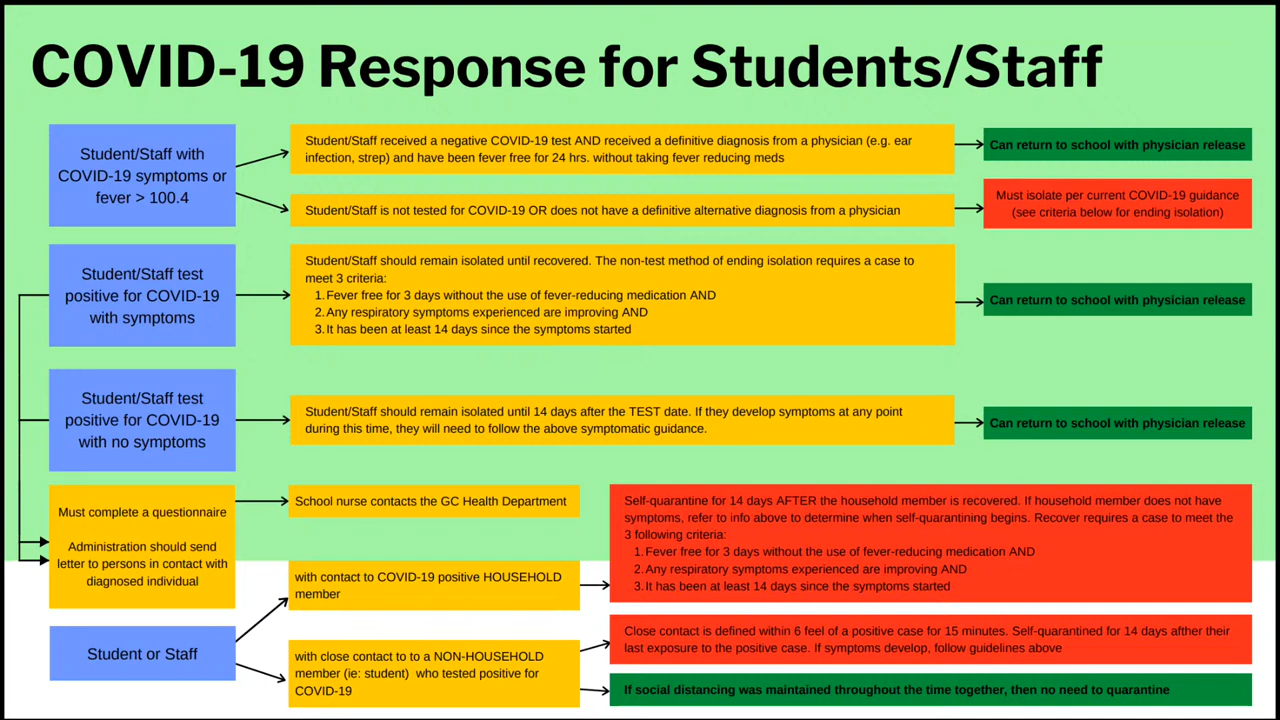 COVID-19 Response for Students/Staff
Student/Staff with
COVID-19 symptoms or
fever > 100.4
Student/Staff received a negative COVID-19 test AND received a definitive diagnosis from a physician (e.g. ear
infection, strep) and have been fever free for 24 hrs. without taking fever reducing meds
Can return to school with physician release
Student/Staff is not tested for COVID-19 OR does not have a definitive alternative diagnosis from a physician
Must isolate per current COVID-19 guidance
(see criteria below for ending isolation)
Student/Staff test
positive for COVID-19
with symptoms
Student/Staff should remain isolated until recovered. The non-test method of ending isolation requires a case to
meet 3 criteria:
1. Fever free for 3 days without the use of fever-reducing medication AND
2. Any respiratory symptoms experienced are improving AND
3. It has been at least 14 days since the symptoms started
Can return to school with physician release
Student/Staff test
positive for COVID-19
with no symptoms
Student/Staff should remain isolated until 14 days after the TEST date. If they develop symptoms at any point
during this time, they will need to follow the above symptomatic guidance.
Can return to school with physician release
Must complete a questionnaire
Administration should send
letter to persons in contact with
diagnosed individual
School nurse contacts the GC Health Department
Student or Staff
with contact to COVID-19 positive HOUSEHOLD
member
Self-quarantine for 14 days AFTER the household member is recovered. If household member does not have
symptoms, refer to info above to determine when self-quarantining begins. Recover requires a case to meet the
3 following criteria:
1. Fever free for 3 days without the use of fever-reducing medication AND
2. Any respiratory symptoms experienced are improving AND
3. It has been at least 14 days since the symptoms started
with close contact to to a NON-HOUSEHOLD
member (ie: student) who tested positive for
COVID-19
Close contact is defined within 6 feel of a positive case for 15 minutes. Self-quarantined for 14 days afther their
last exposure to the positive case. If symptoms develop, follow guidelines above
If social distancing was maintained throughout the time together, then no need to quarantine